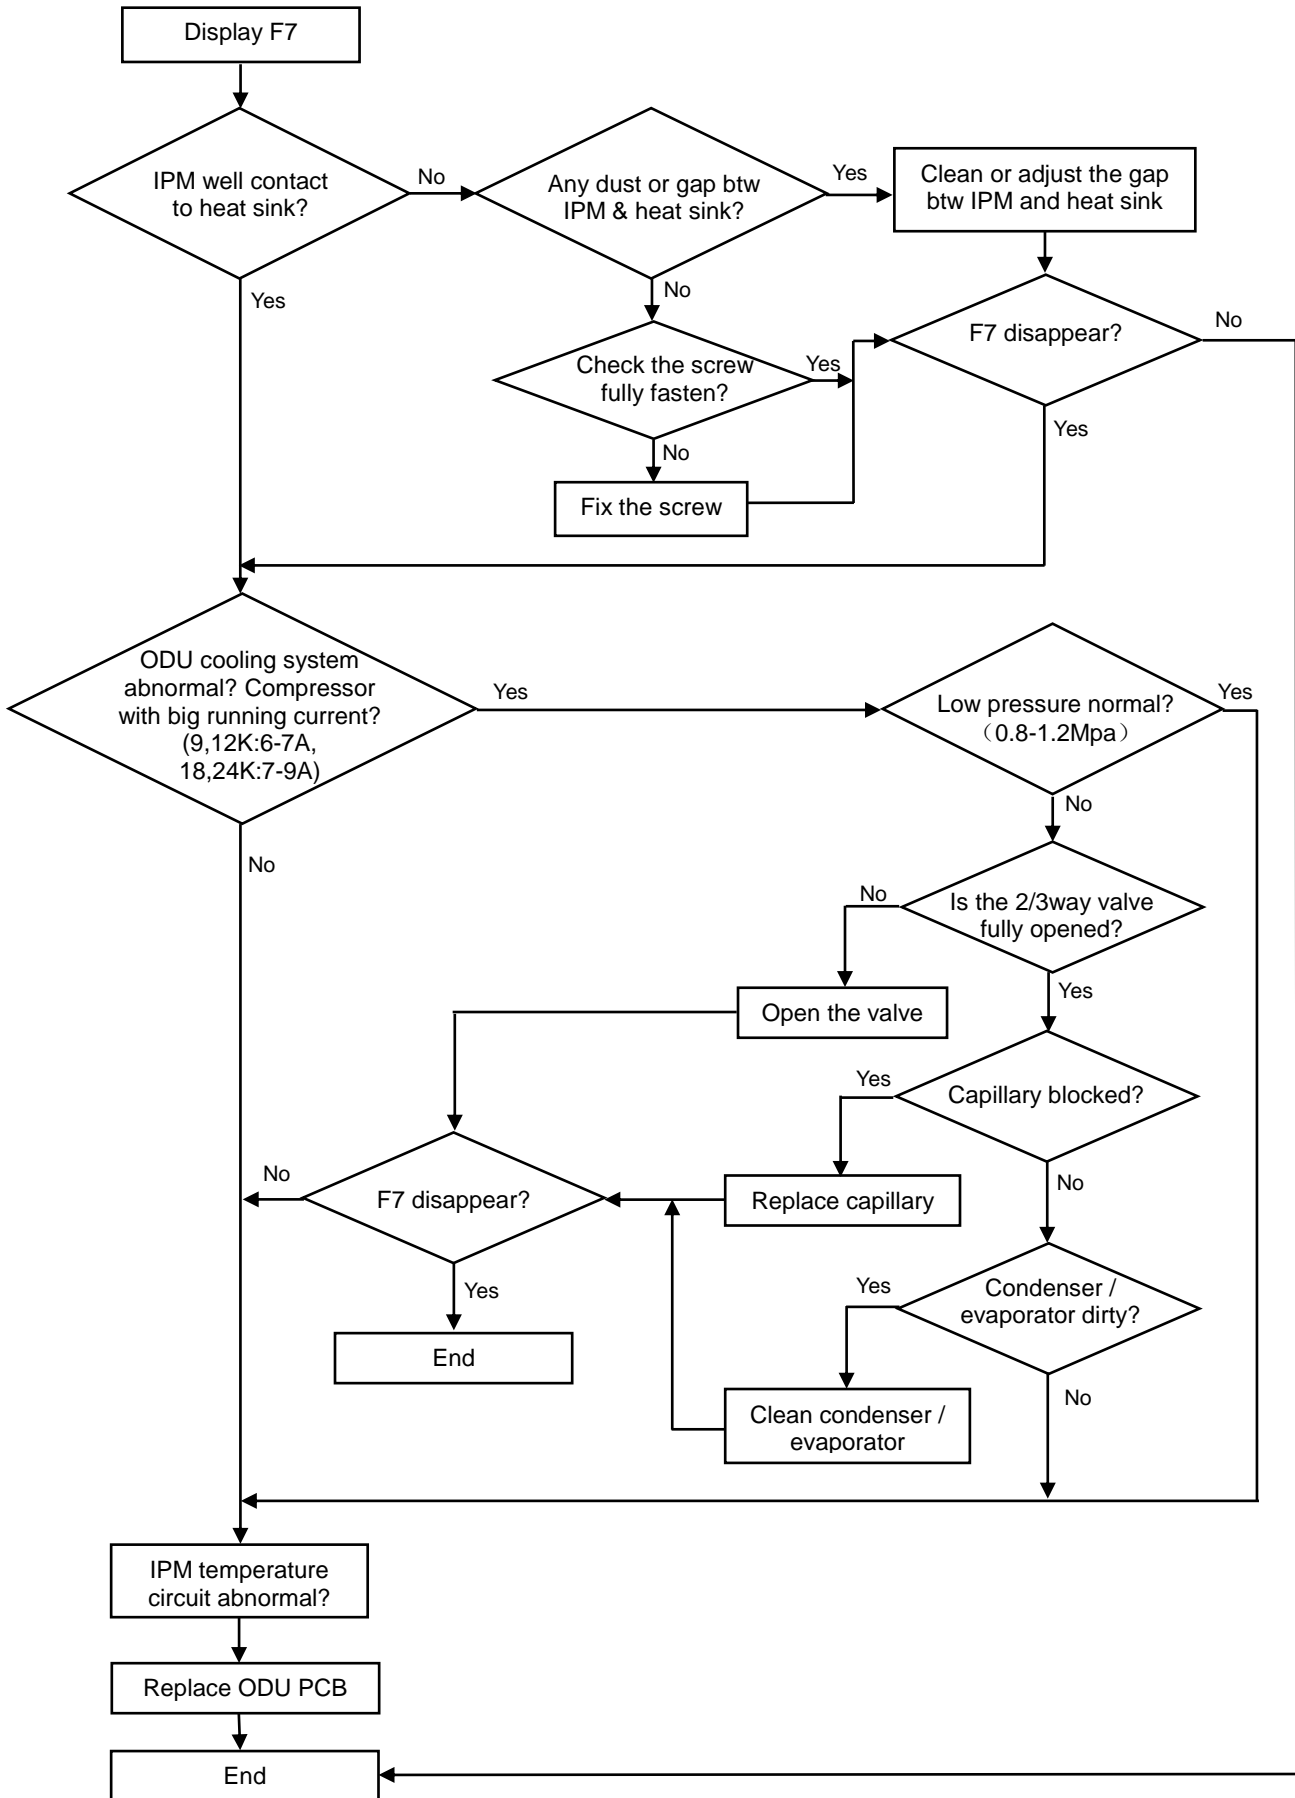 Display F7
IPM well contact
to heat sink?
No
Any dust or gap btw
IPM & heat sink?
Yes
Clean or adjust the gap
btw IPM and heat sink
Yes
No
F7 disappear?
No
Check the screw
fully fasten?
Yes
Yes
No
Fix the screw
ODU cooling system
abnormal? Compressor
with big running current?
(9,12K:6-7A,
18,24K:7-9A)
Yes
Low pressure normal?
（0.8-1.2Mpa）
Yes
No
No
Is the 2/3way valve
fully opened?
No
Yes
Open the valve
Capillary blocked?
Yes
No
Replace capillary
F7 disappear?
No
Yes
End
Condenser /
evaporator dirty?
Yes
No
Clean condenser /
evaporator
IPM temperature
circuit abnormal?
Replace ODU PCB
End